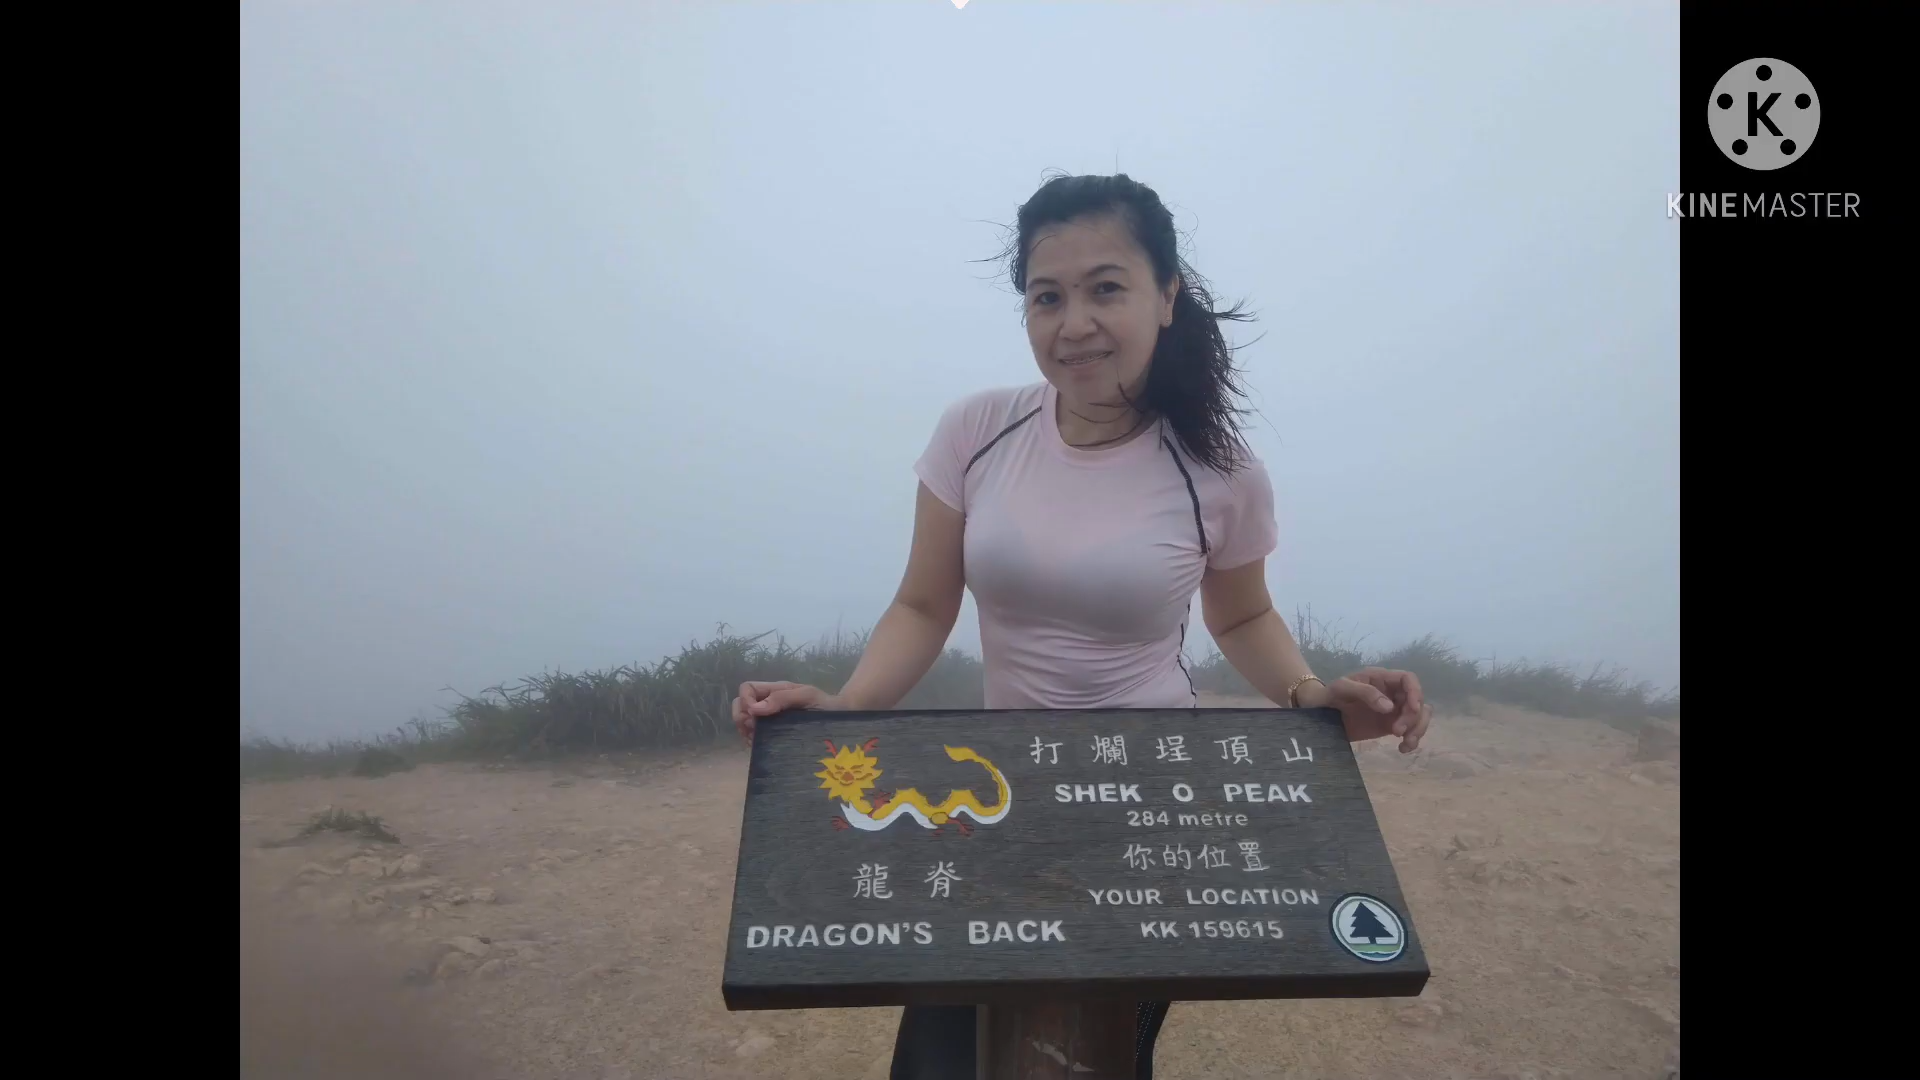 打爛埕頂山
SHEK O PEAK
284 metre
你的位置
YOUR LOCATION
KK 159615
龍脊
DRAGON'S BACK
K
KINEMASTER